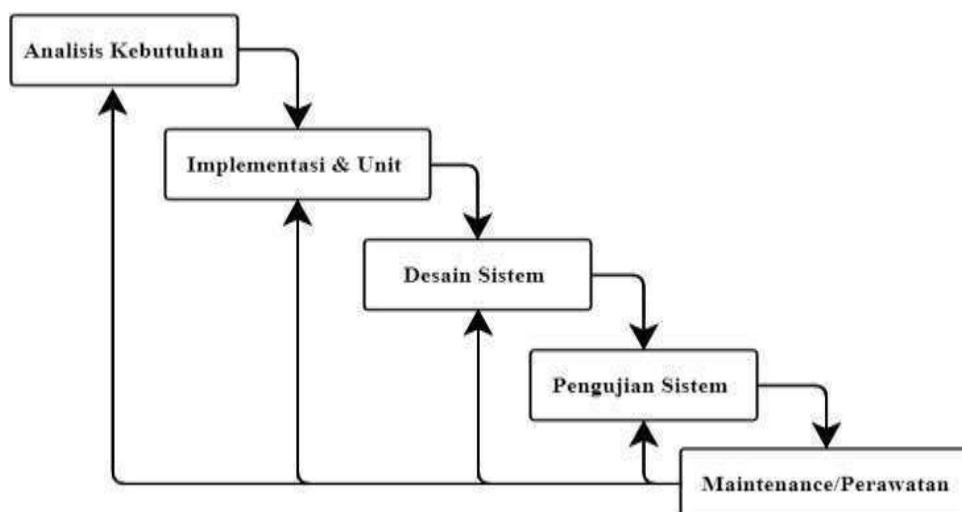 Analisis Kebutuhan
Implementasi & Unit
Desain Sistem
Pengujian Sistem
Maintenance/Perawatan